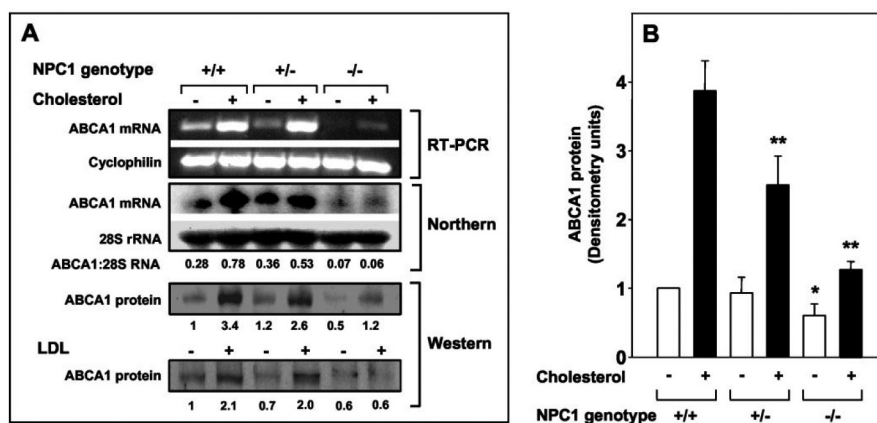 A
NPC1 genotype +/+ +/- -/-
Cholesterol - + - + - +
ABCA1 mRNA
Cyclophilin
RT-PCR
ABCA1 mRNA
28S rRNA
Northern
ABCA1:28S RNA 0.28 0.78 0.36 0.53 0.07 0.06
ABCA1 protein
1 3.4 1.2 2.6 0.5 1.2
Western
LDL - + - + - +
ABCA1 protein
1 2.1 0.7 2.0 0.6 0.6
B
ABCA1 protein
(Densitometry units)
4
3
2
1
0
**
*
**
Cholesterol - + - + - +
NPC1 genotype +/+ +/- -/-